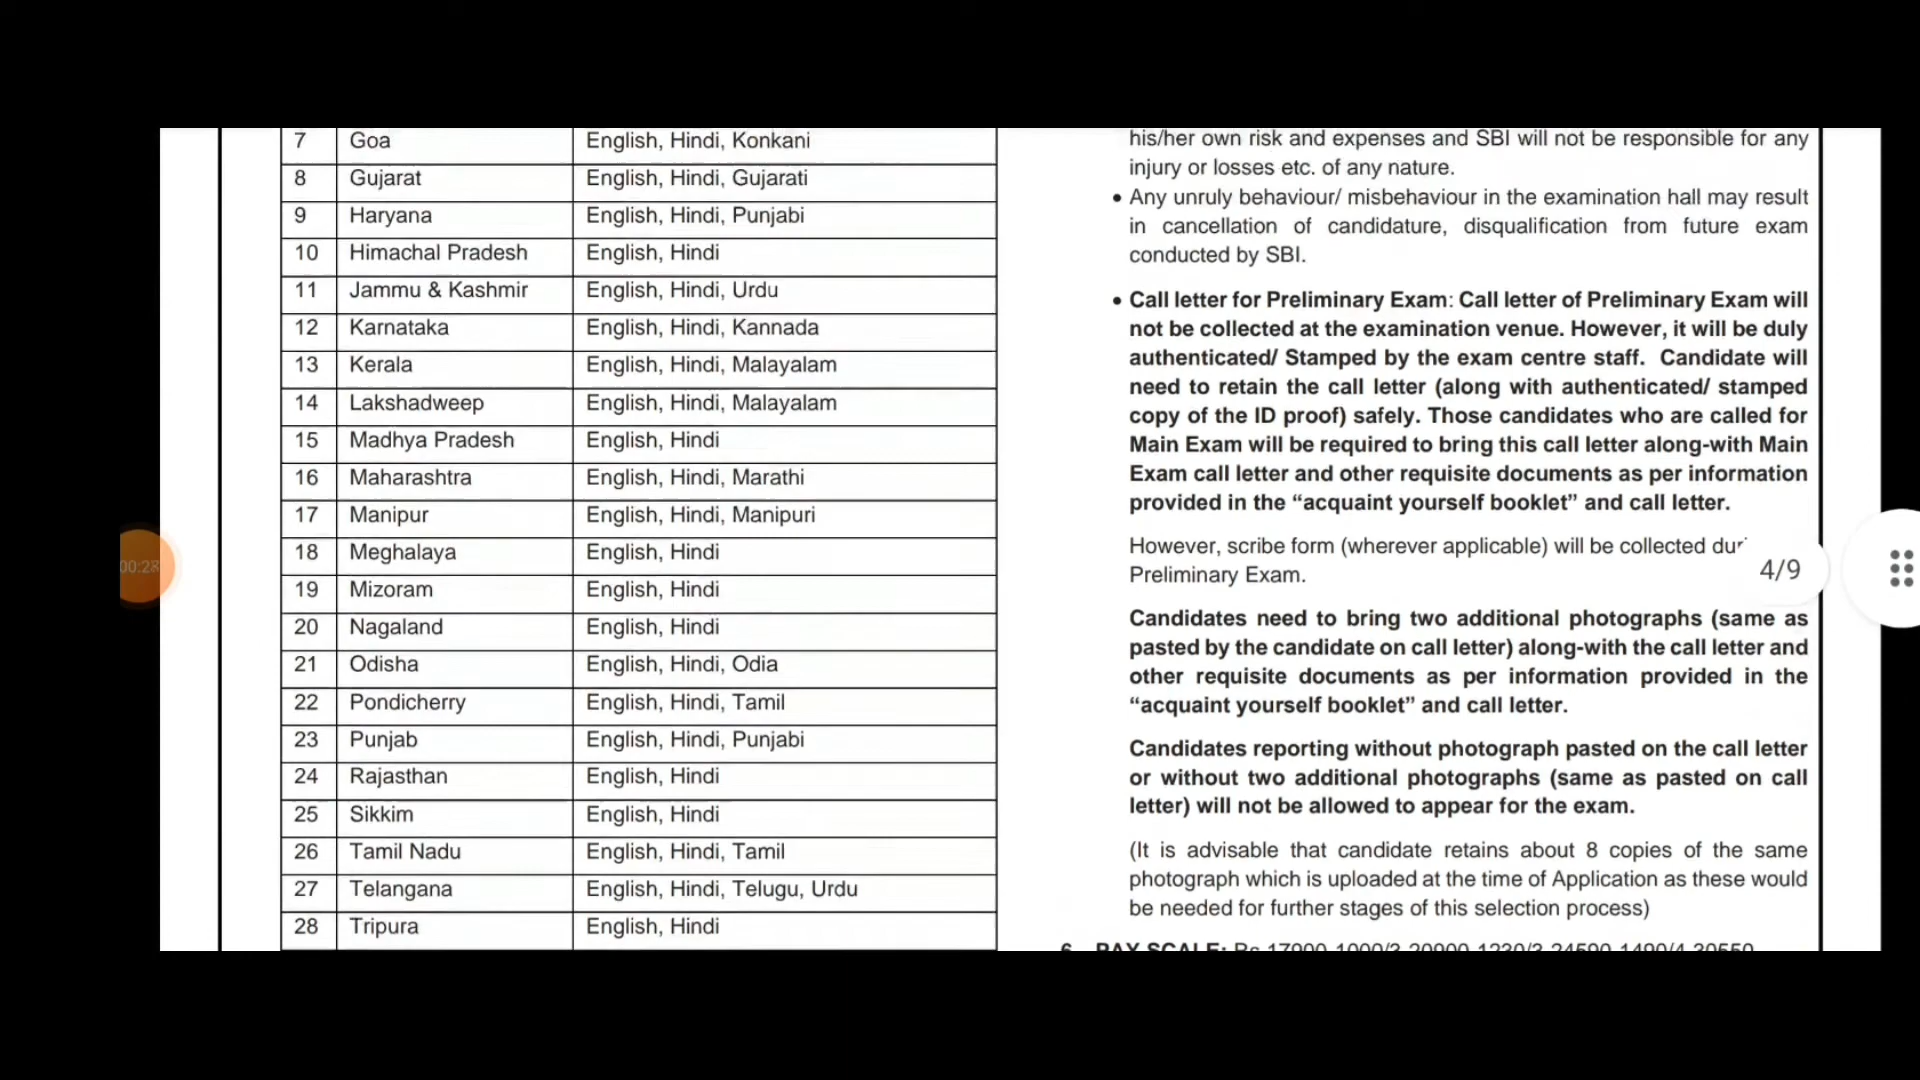 7 Goa English, Hindi, Konkani
8 Gujarat English, Hindi, Gujarati
9 Haryana English, Hindi, Punjabi
10 Himachal Pradesh English, Hindi
11 Jammu & Kashmir English, Hindi, Urdu
12 Karnataka English, Hindi, Kannada
13 Kerala English, Hindi, Malayalam
14 Lakshadweep English, Hindi, Malayalam
15 Madhya Pradesh English, Hindi
16 Maharashtra English, Hindi, Marathi
17 Manipur English, Hindi, Manipuri
18 Meghalaya English, Hindi
19 Mizoram English, Hindi
20 Nagaland English, Hindi
21 Odisha English, Hindi, Odia
22 Pondicherry English, Hindi, Tamil
23 Punjab English, Hindi, Punjabi
24 Rajasthan English, Hindi
25 Sikkim English, Hindi
26 Tamil Nadu English, Hindi, Tamil
27 Telangana English, Hindi, Telugu, Urdu
28 Tripura English, Hindi
his/her own risk and expenses and SBI will not be responsible for any
injury or losses etc. of any nature.
• Any unruly behaviour/ misbehaviour in the examination hall may result
in cancellation of candidature, disqualification from future exam
conducted by SBI.
• Call letter for Preliminary Exam: Call letter of Preliminary Exam will
not be collected at the examination venue. However, it will be duly
authenticated/ Stamped by the exam centre staff. Candidate will
need to retain the call letter (along with authenticated/ stamped
copy of the ID proof) safely. Those candidates who are called for
Main Exam will be required to bring this call letter along-with Main
Exam call letter and other requisite documents as per information
provided in the “acquaint yourself booklet” and call letter.
However, scribe form (wherever applicable) will be collected
Preliminary Exam.
Candidates need to bring two additional photographs (same as
pasted by the candidate on call letter) along-with the call letter and
other requisite documents as per information provided in the
“acquaint yourself booklet” and call letter.
Candidates reporting without photograph pasted on the call letter
or without two additional photographs (same as pasted on call
letter) will not be allowed to appear for the exam.
(It is advisable that candidate retains about 8 copies of the same
photograph which is uploaded at the time of Application as these would
be needed for further stages of this selection process)
6. PAY SCALE: Rs.17900-1000/3-20900-1230/3-24590-1490/4-30550-
4/9
00:28